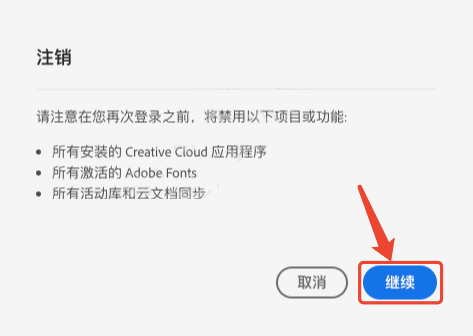 注销
请注意在您再次登录之前，将禁用以下项目或功能:
• 所有安装的 Creative Cloud 应用程序
• 所有激活的 Adobe Fonts
• 所有活动库和云文档同步
取消
继续